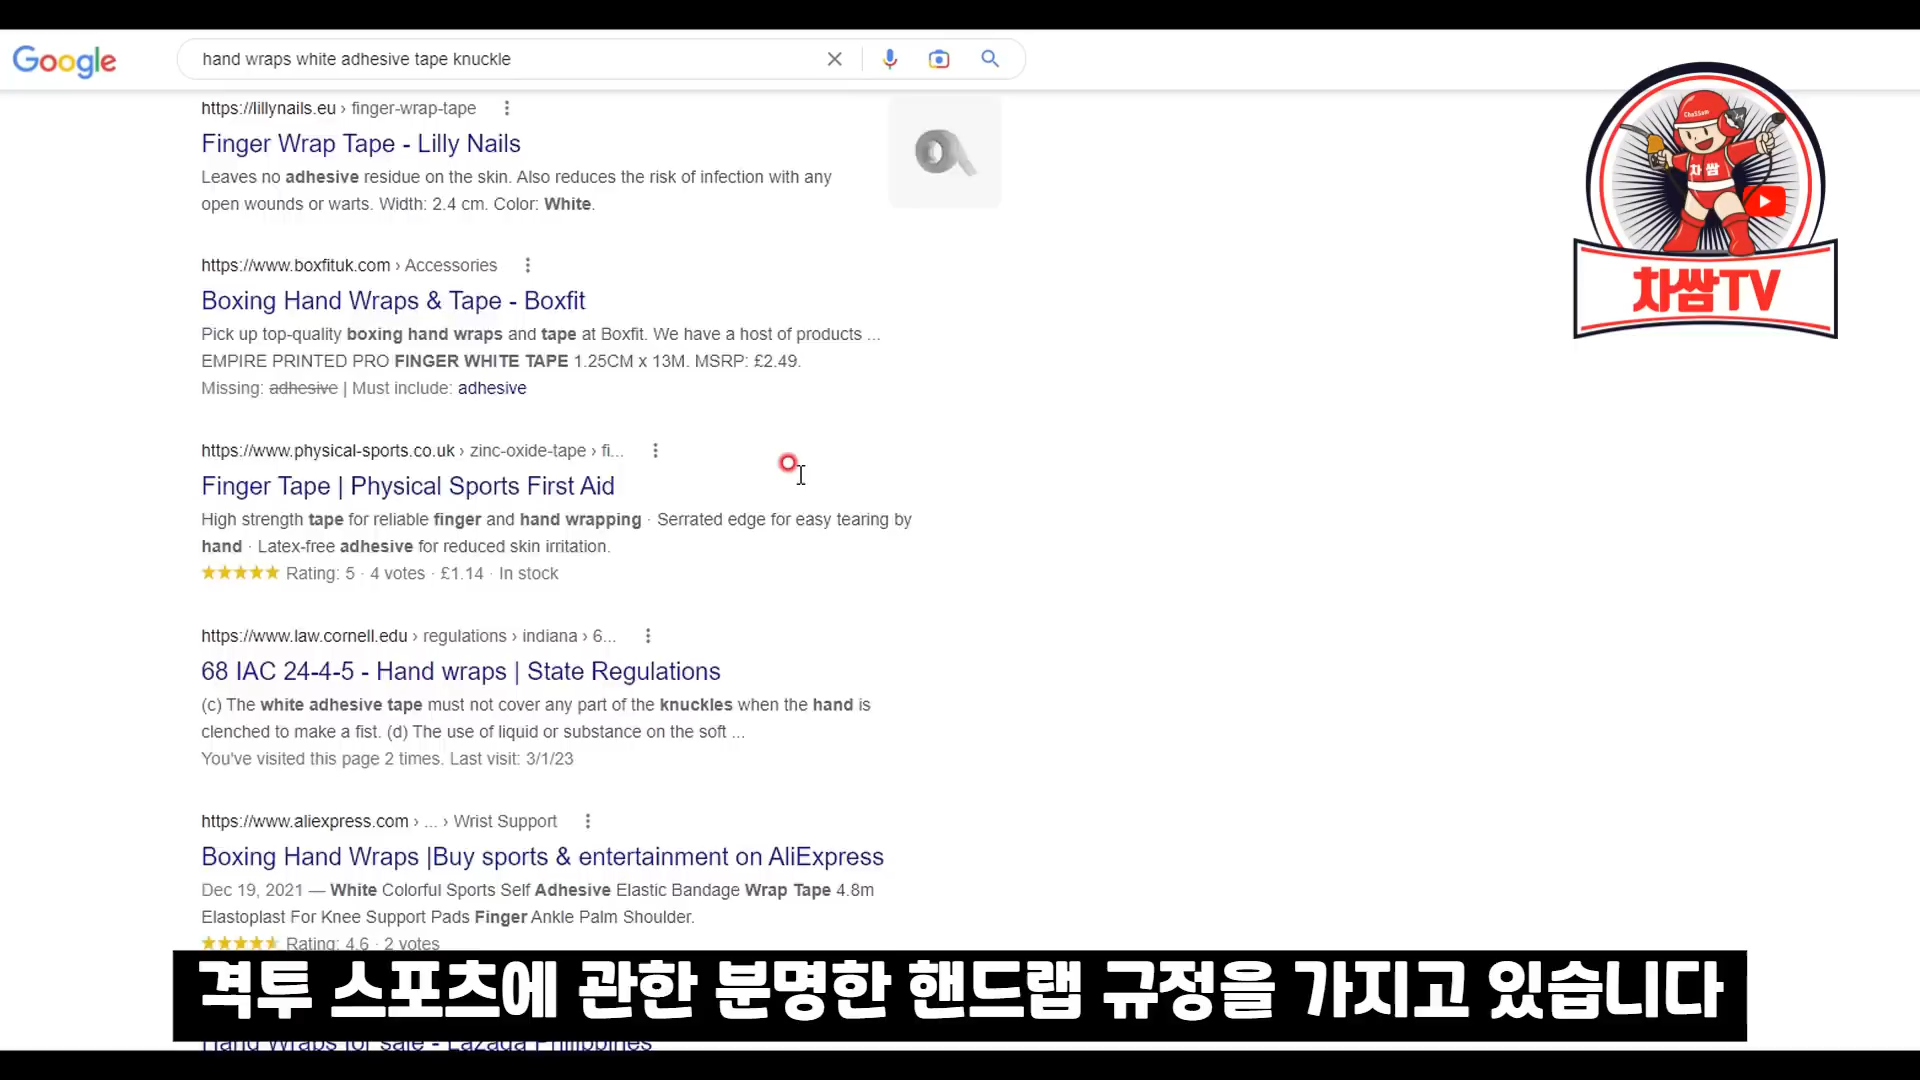 Google
hand wraps white adhesive tape knuckle
https://lillynails.eu › finger-wrap-tape
Finger Wrap Tape - Lilly Nails
Leaves no adhesive residue on the skin. Also reduces the risk of infection with any
open wounds or warts. Width: 2.4 cm. Color: White.
ChaSSam
차쌈
차쌈TV
https://www.boxfituk.com › Accessories
Boxing Hand Wraps & Tape - Boxfit
Pick up top-quality boxing hand wraps and tape at Boxfit. We have a host of products ...
EMPIRE PRINTED PRO FINGER WHITE TAPE 1.25CM x 13M. MSRP: £2.49.
Missing: adhesive | Must include: adhesive
https://www.physical-sports.co.uk › zinc-oxide-tape › fi...
Finger Tape | Physical Sports First Aid
High strength tape for reliable finger and hand wrapping · Serrated edge for easy tearing by
hand · Latex-free adhesive for reduced skin irritation.
Rating: 5 · 4 votes · £1.14 · In stock
https://www.law.cornell.edu › regulations › indiana › 6...
68 IAC 24-4-5 - Hand wraps | State Regulations
(c) The white adhesive tape must not cover any part of the knuckles when the hand is
clenched to make a fist. (d) The use of liquid or substance on the soft ...
You've visited this page 2 times. Last visit: 3/1/23
https://www.aliexpress.com › ... › Wrist Support
Boxing Hand Wraps |Buy sports & entertainment on AliExpress
Dec 19, 2021 — White Colorful Sports Self Adhesive Elastic Bandage Wrap Tape 4.8m
Elastoplast For Knee Support Pads Finger Ankle Palm Shoulder.
Rating: 4.6 · 2 votes
격투 스포츠에 관한 분명한 핸드랩 규정을 가지고 있습니다
Hand Wraps for sale - Lazada Philippines